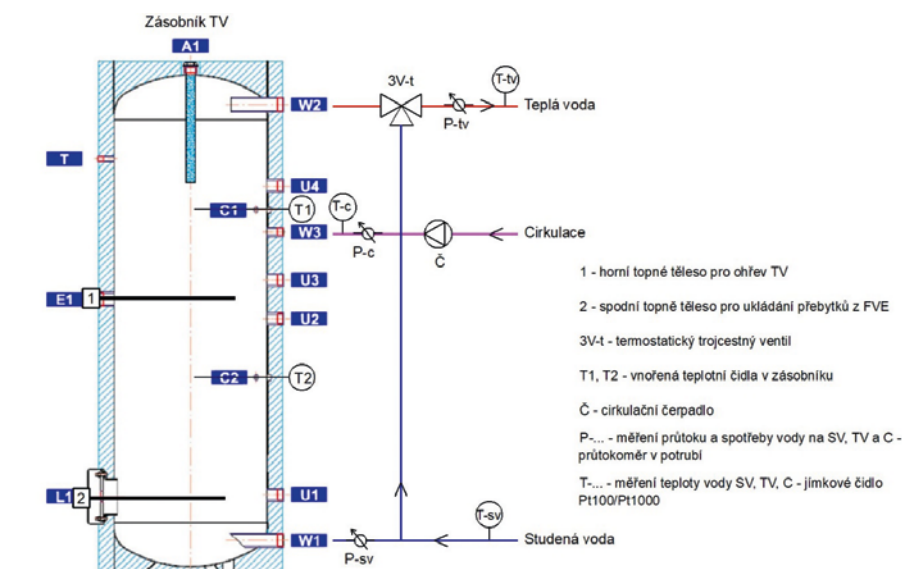 Zásobník TV
A1
W2
3V-t
T-tv
P-tv
Teplá voda
T
U4
C1
T1
T-c
W3
P-c
Č
Cirkulace
U3
E1
1
U2
C2
T2
L1
2
U1
T-sv
W1
P-sv
Studená voda
1 - horní topné těleso pro ohřev TV
2 - spodní topné těleso pro ukládání přebytků z FVE
3V-t - termostatický trojcestný ventil
T1, T2 - vnořená teplotní čidla v zásobníku
Č - cirkulační čerpadlo
P-... - měření průtoku a spotřeby vody na SV, TV a C -
průtokoměr v potrubí
T-... - měření teploty vody SV, TV, C - jímkové čidlo
Pt100/Pt1000